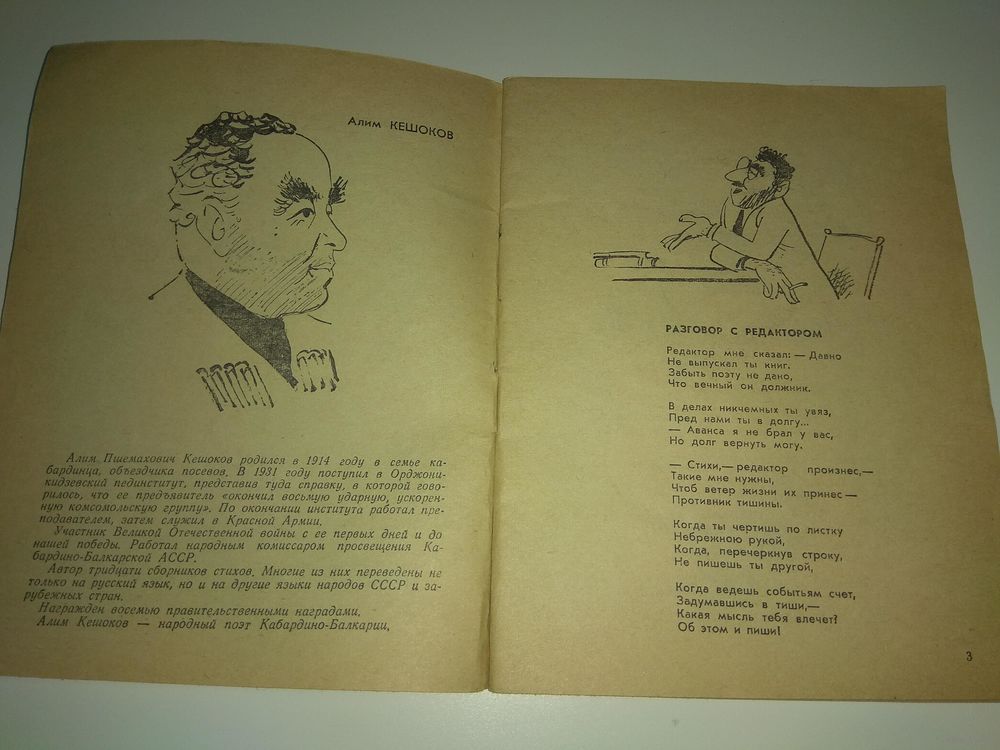 Алим КЕШОКОВ
Алим Пшемахович Кешоков родился в 1914 году в семье ка-
бардинца, объездчика посевов. В 1931 году поступил в Орджони-
кидзевский пединститут, представив туда справку, в которой гово-
рилось, что ее предъявитель «окончил восьмую ударную, ускорен-
ную комсомольскую группу». По окончании института работал пре-
подавателем, затем служил в Красной Армии.
Участник Великой Отечественной войны с ее первых дней и до
нашей победы. Работал народным комиссаром просвещения Ка-
бардино-Балкарской АССР.
Автор тридцати сборников стихов. Многие из них переведены не
только на русский язык, но и на другие языки народов СССР и за-
рубежных стран.
Награжден восемью правительственными наградами.
Алим Кешоков — народный поэт Кабардино-Балкарии.
РАЗГОВОР С РЕДАКТОРОМ
Редактор мне сказал: — Давно
Не выпускал ты книг.
Забыть поэту не дано,
Что вечный он должник.
В делах никчемных ты увяз,
Пред нами ты в долгу...
— Аванса я не брал у вас,
Но долг вернуть могу.
— Стихи,— редактор произнес,—
Такие мне нужны,
Чтоб ветер жизни их принес —
Противник тишины.
Когда ты чертишь по листку
Небрежною рукой,
Когда, перечеркнув строку,
Не пишешь ты другой,
Когда ведешь событьям счет,
Задумавшись в тиши,—
Какая мысль тебя влечет?
Об этом и пиши!
3